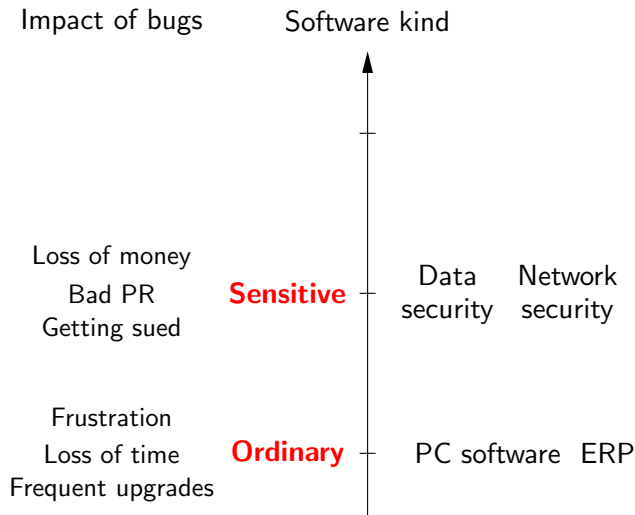 Impact of bugs
Software kind
Loss of money
Bad PR
Getting sued
Sensitive
Data security
Network security
Frustration
Loss of time
Frequent upgrades
Ordinary
PC software
ERP